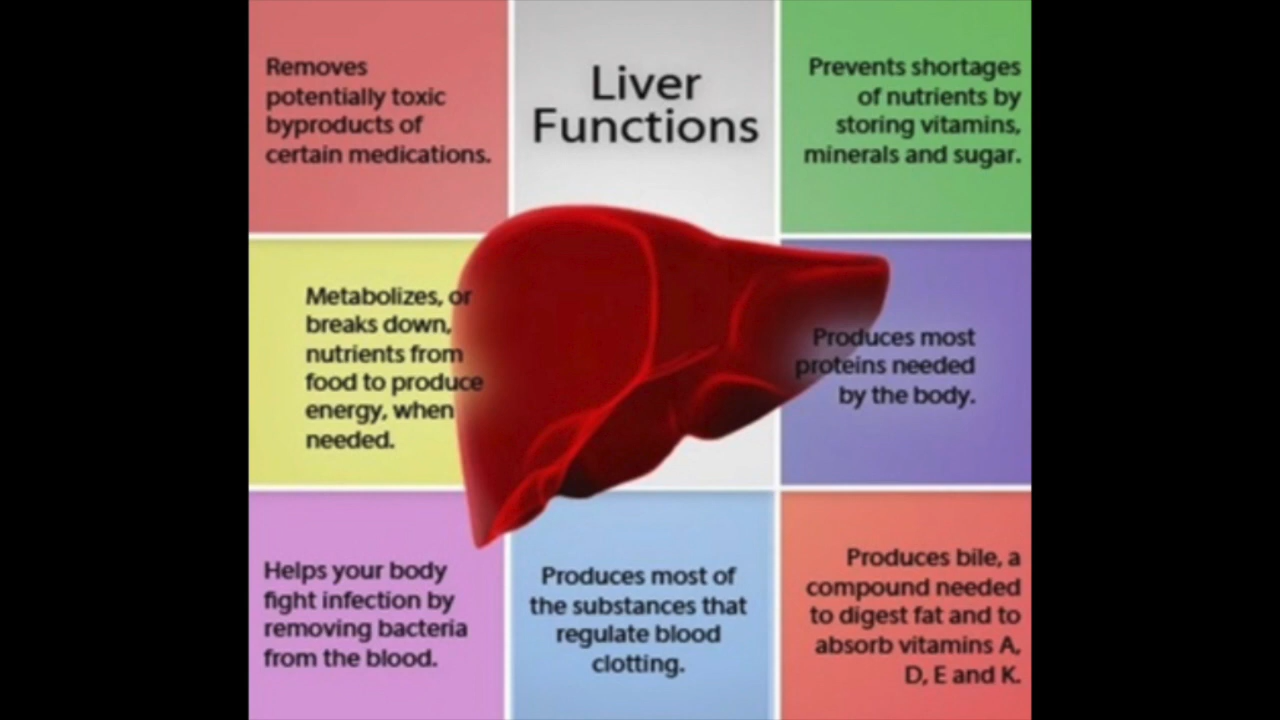 Removes
potentially toxic
byproducts of
certain medications.
Liver
Functions
Prevents shortages
of nutrients by
storing vitamins,
minerals and sugar.
Metabolizes, or
breaks down,
nutrients from
food to produce
energy, when
needed.
Produces most
proteins needed
by the body.
Helps your body
fight infection by
removing bacteria
from the blood.
Produces most of
the substances that
regulate blood
clotting.
Produces bile, a
compound needed
to digest fat and to
absorb vitamins A,
D, E and K.